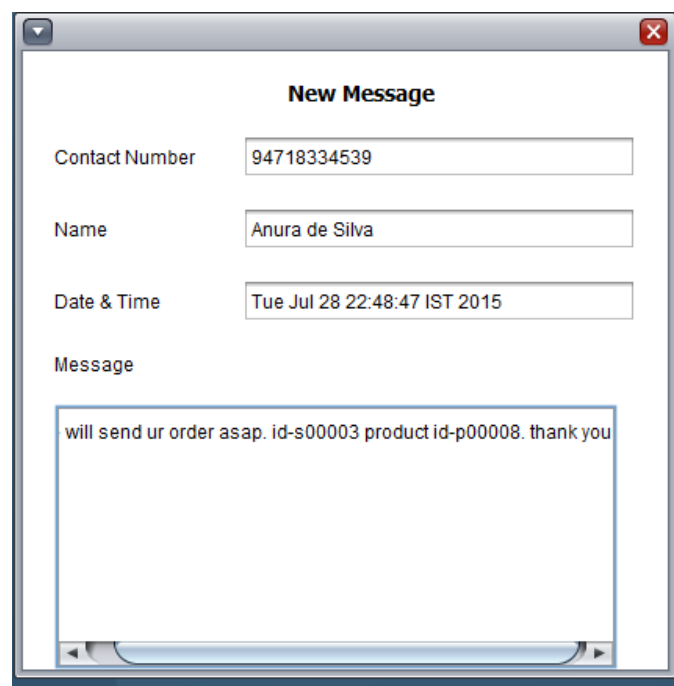 New Message
Contact Number 94718334539
Name Anura de Silva
Date & Time Tue Jul 28 22:48:47 IST 2015
Message
will send ur order asap. id-s00003 product id-p00008. thank you